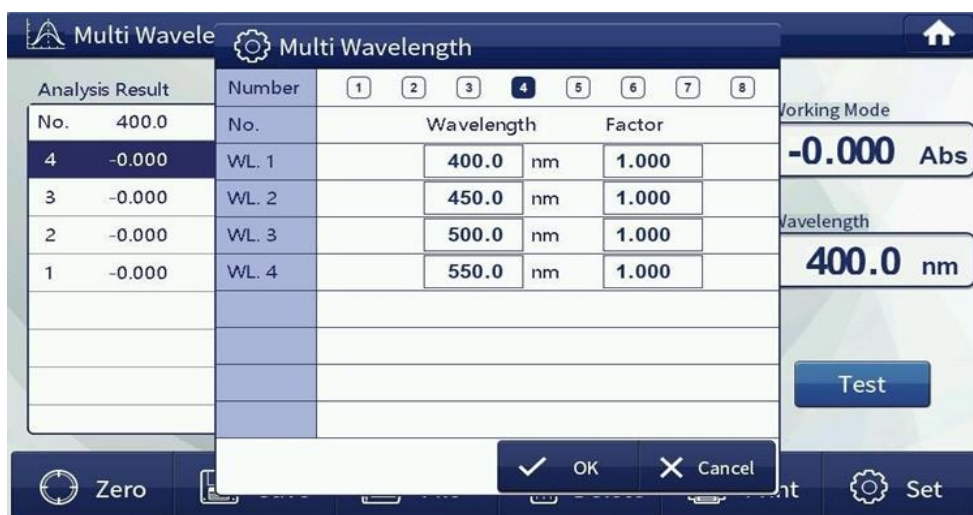 Multi Wavele
Multi Wavelength
Analysis Result
No. 400.0
4 -0.000
3 -0.000
2 -0.000
1 -0.000
Number 1 2 3 4 5 6 7 8
No. Wavelength Factor
WL. 1 400.0 nm 1.000
WL. 2 450.0 nm 1.000
WL. 3 500.0 nm 1.000
WL. 4 550.0 nm 1.000
OK Cancel
Working Mode
-0.000 Abs
Wavelength
400.0 nm
Test
Zero
nt
Set